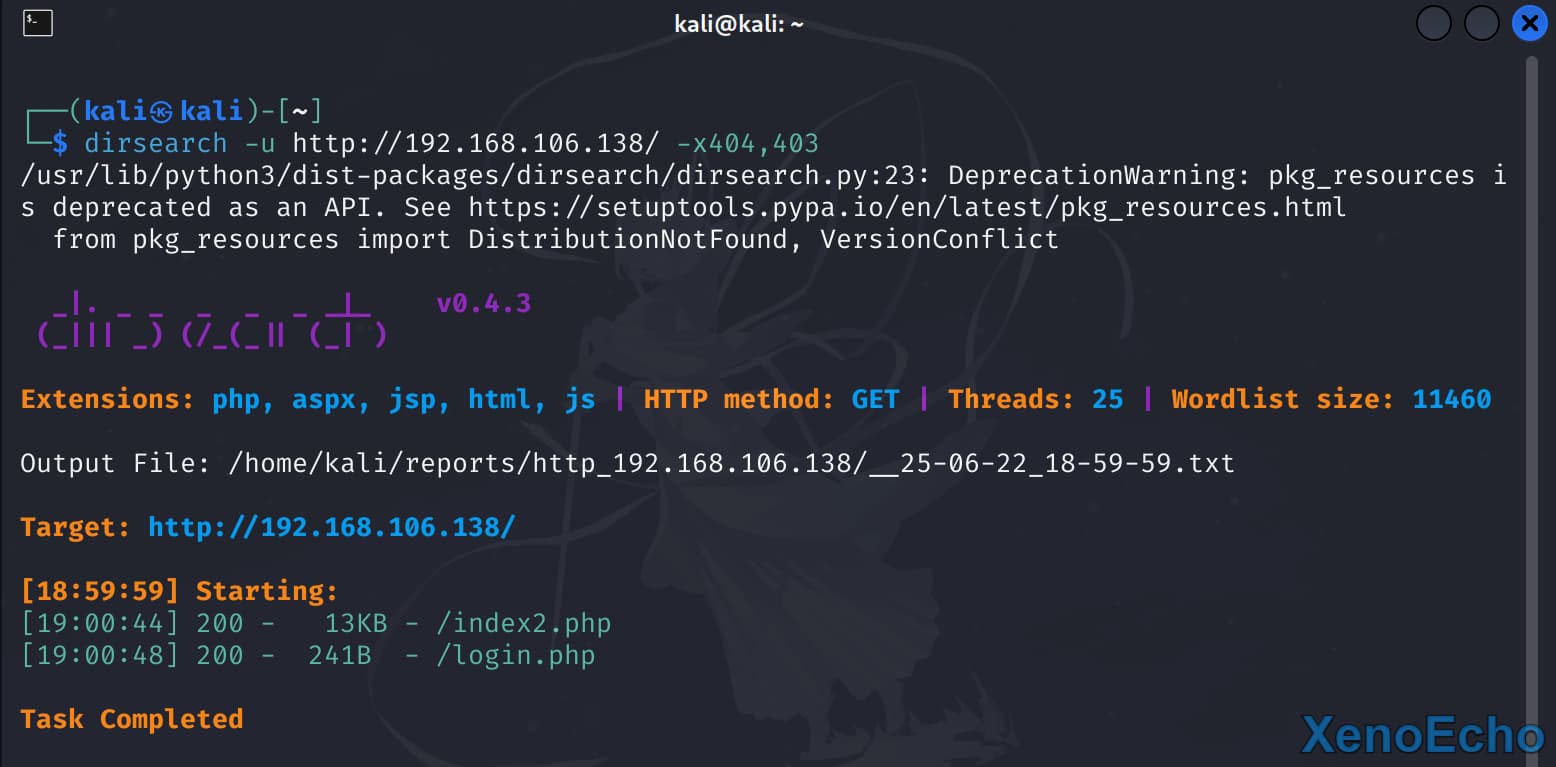 kali@kali: ~
┌──(kali㉿kali)-[~]
└─$ dirsearch -u http://192.168.106.138/ -x404,403
/usr/lib/python3/dist-packages/dirsearch/dirsearch.py:23: DeprecationWarning: pkg_resources i
s deprecated as an API. See https://setuptools.pypa.io/en/latest/pkg_resources.html
  from pkg_resources import DistributionNotFound, VersionConflict
  _|. _ _  _  _  _ _|_    v0.4.3
 (_||| _) (/_(_|| (_| )
Extensions: php, aspx, jsp, html, js | HTTP method: GET | Threads: 25 | Wordlist size: 11460
Output File: /home/kali/reports/http_192.168.106.138/__25-06-22_18-59-59.txt
Target: http://192.168.106.138/
[18:59:59] Starting:
[19:00:44] 200 -   13KB - /index2.php
[19:00:48] 200 -  241B  - /login.php
Task Completed
XenoEcho